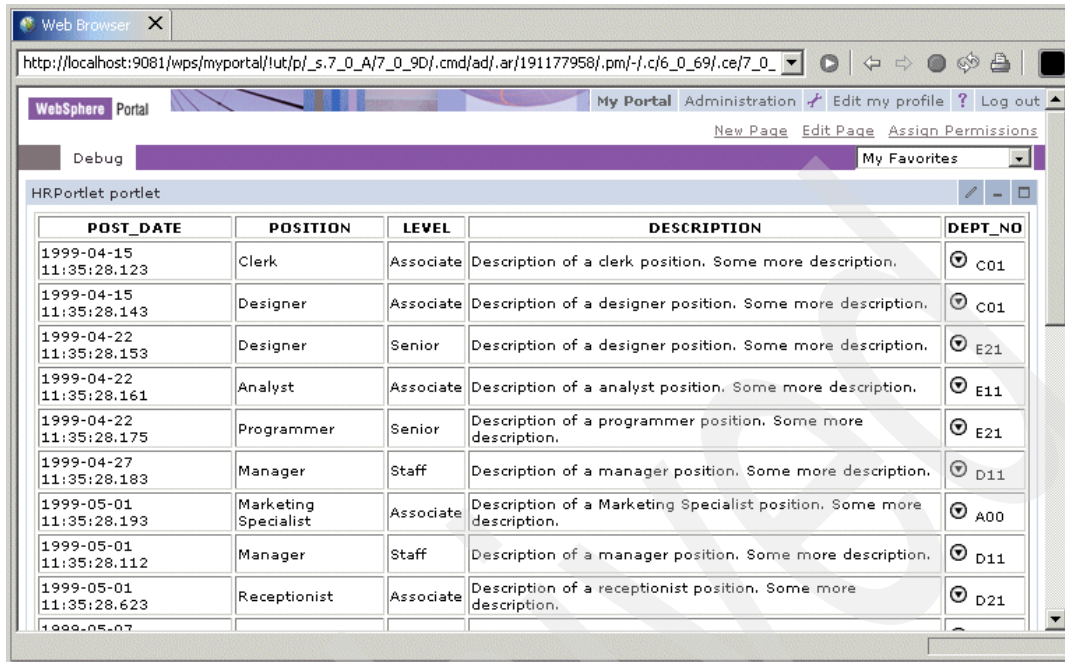 Web Browser
http://localhost:9081/wps/myportal/!ut/p/_s.7_0_A/7_0_9D/.cmd/ad/.ar/191177958/.pm/-/.c/6_0_69/.ce/7_0_
WebSphere Portal
My Portal Administration Edit my profile ? Log out
New Page Edit Page Assign Permissions
Debug My Favorites
HRPortlet portlet
POST_DATE POSITION LEVEL DESCRIPTION DEPT_NO
1999-04-15 11:35:28.123 Clerk Associate Description of a clerk position. Some more description. C01
1999-04-15 11:35:28.143 Designer Associate Description of a designer position. Some more description. C01
1999-04-22 11:35:28.153 Designer Senior Description of a designer position. Some more description. E21
1999-04-22 11:35:28.161 Analyst Associate Description of a analyst position. Some more description. E11
1999-04-22 11:35:28.175 Programmer Senior Description of a programmer position. Some more description. E21
1999-04-27 11:35:28.183 Manager Staff Description of a manager position. Some more description. D11
1999-05-01 11:35:28.193 Marketing Specialist Associate Description of a Marketing Specialist position. Some more description. A00
1999-05-01 11:35:28.112 Manager Staff Description of a manager position. Some more description. D11
1999-05-01 11:35:28.623 Receptionist Associate Description of a receptionist position. Some more description. D21
1999-05-07